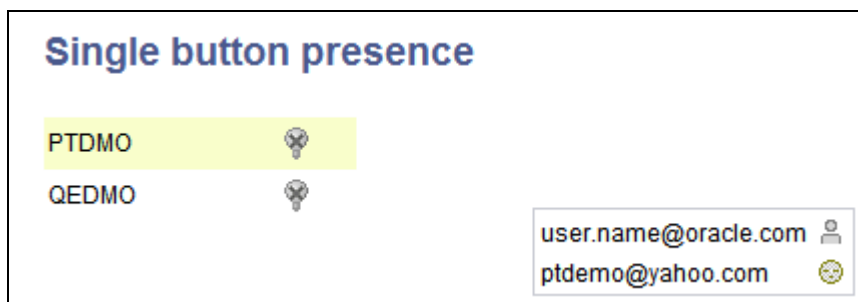 Single button presence
PTDMO
QEDMO
user.name@oracle.com
ptdemo@yahoo.com